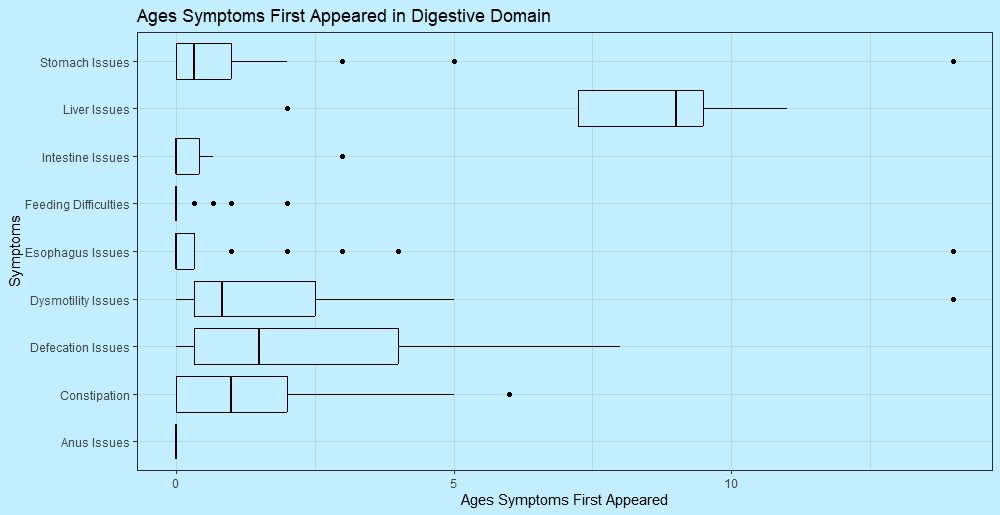 Ages Symptoms First Appeared in Digestive Domain
Stomach Issues
Liver Issues
Intestine Issues
Feeding Difficulties
Esophagus Issues
Dysmotility Issues
Defecation Issues
Constipation
Anus Issues
Symptoms
0 5 10
Ages Symptoms First Appeared